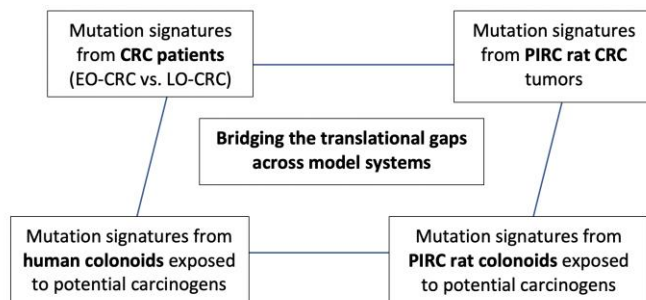 Mutation signatures
from CRC patients
(EO-CRC vs. LO-CRC)
Mutation signatures
from PIRC rat CRC
tumors
Bridging the translational gaps
across model systems
Mutation signatures from
human colonoids exposed
to potential carcinogens
Mutation signatures from
PIRC rat colonoids exposed
to potential carcinogens